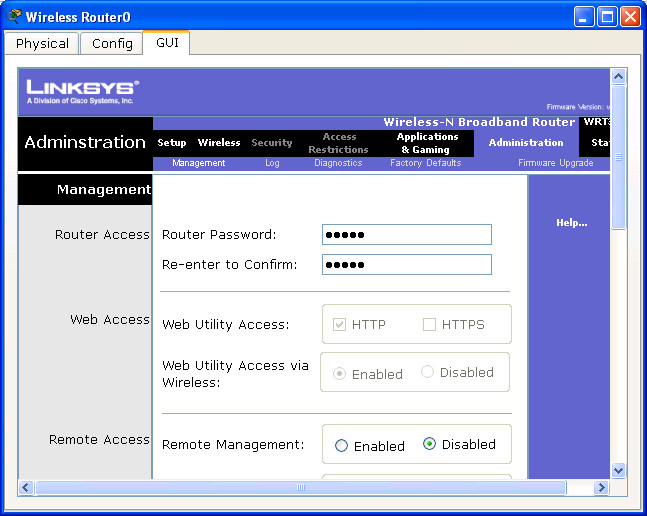 Wireless Router0
Physical Config GUI
LINKSYS®
A Division of Cisco Systems, Inc.
Firmware Version: v
Wireless-N Broadband Router WRT3
Adminstration
Setup Wireless Security Access Restrictions Applications & Gaming Administration Sta
Management Log Diagnostics Factory Defaults Firmware Upgrade
Management
Help...
Router Access Router Password: •••••
Re-enter to Confirm: •••••
Web Access Web Utility Access: HTTP HTTPS
Web Utility Access via Wireless: Enabled Disabled
Remote Access Remote Management: Enabled Disabled